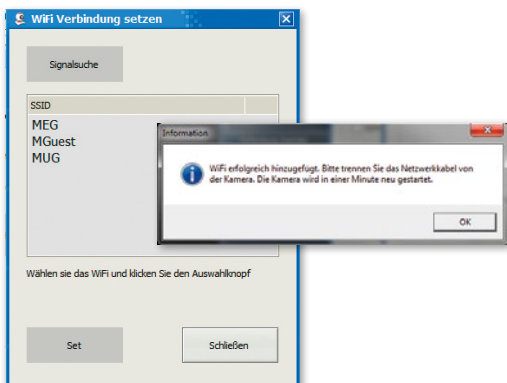 WiFi Verbindung setzen
Signalsuche
SSID
MEG
MGuest
MUG
Information
WiFi erfolgreich hinzugefügt. Bitte trennen Sie das Netzwerkkabel von
der Kamera. Die Kamera wird in einer Minute neu gestartet.
OK
Wählen sie das WiFi und klicken Sie den Auswahlknopf
Set
Schließen